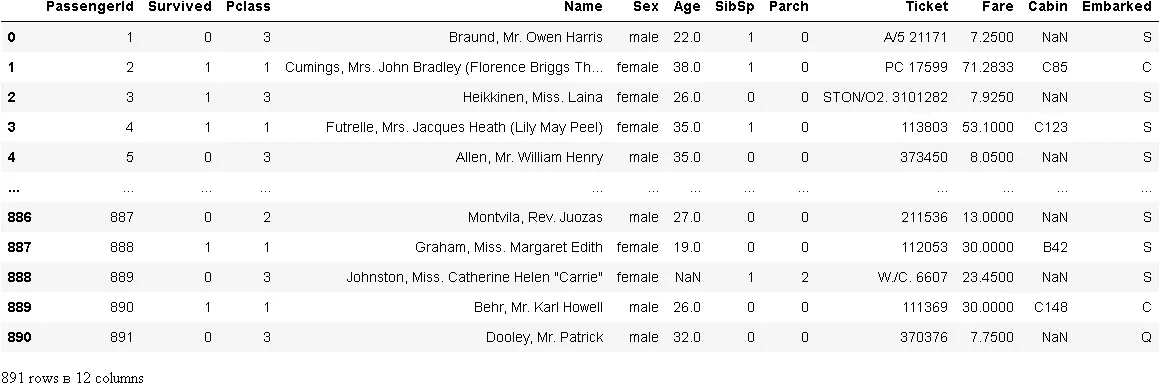 PassengerId Survived Pclass Name Sex Age SibSp Parch Ticket Fare Cabin Embarked
0 1 0 3 Braund, Mr. Owen Harris male 22.0 1 0 A/5 21171 7.2500 NaN S
1 2 1 1 Cumings, Mrs. John Bradley (Florence Briggs Th... female 38.0 1 0 PC 17599 71.2833 C85 C
2 3 1 3 Heikkinen, Miss. Laina female 26.0 0 0 STON/O2. 3101282 7.9250 NaN S
3 4 1 1 Futrelle, Mrs. Jacques Heath (Lily May Peel) female 35.0 1 0 113803 53.1000 C123 S
4 5 0 3 Allen, Mr. William Henry male 35.0 0 0 373450 8.0500 NaN S
... ... ... ... ... ... ... ... ... ... ... ... ...
886 887 0 2 Montvila, Rev. Juozas male 27.0 0 0 211536 13.0000 NaN S
887 888 1 1 Graham, Miss. Margaret Edith female 19.0 0 0 112053 30.0000 B42 S
888 889 0 3 Johnston, Miss. Catherine Helen "Carrie" female NaN 1 2 W./C. 6607 23.4500 NaN S
889 890 1 1 Behr, Mr. Karl Howell male 26.0 0 0 111369 30.0000 C148 C
890 891 0 3 Dooley, Mr. Patrick male 32.0 0 0 370376 7.7500 NaN Q
891 rows в 12 columns